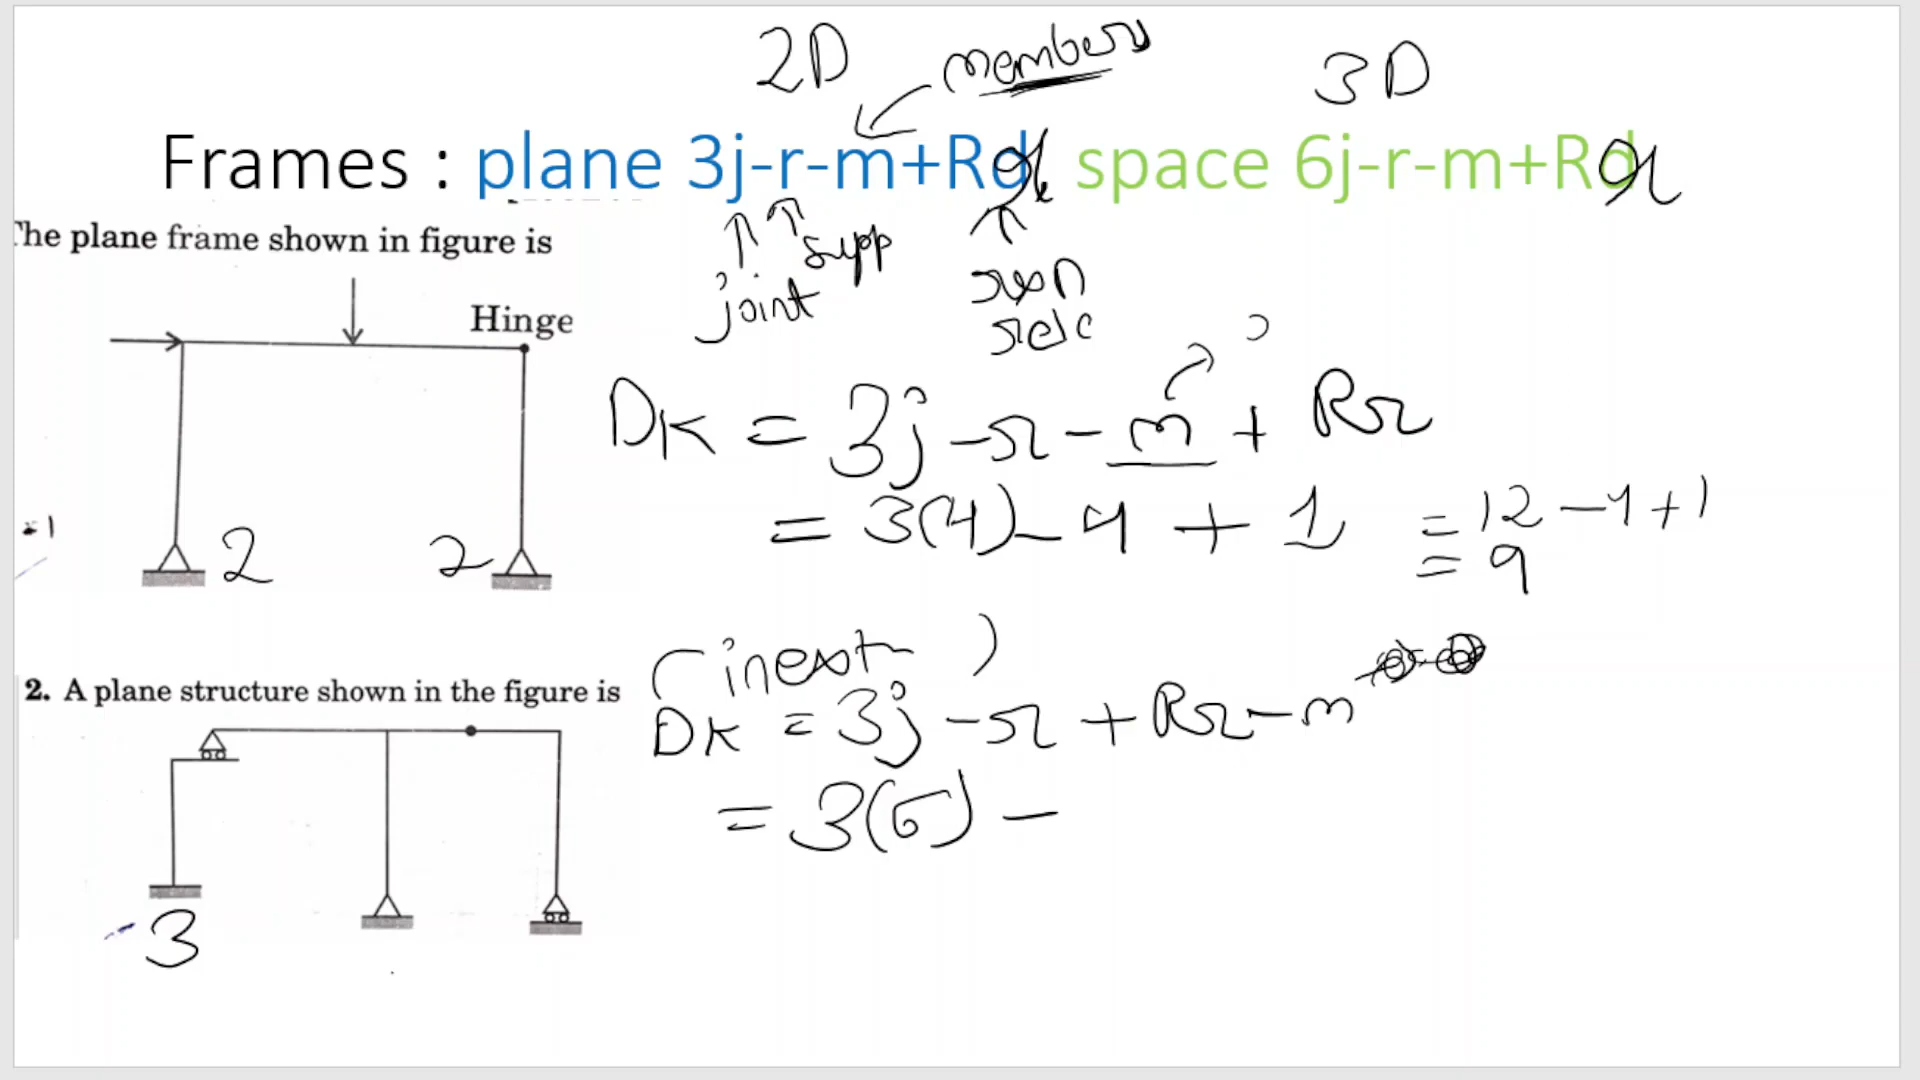 2D members 3D
Frames : plane 3j-r-m+Rr space 6j-r-m+Rr
The plane frame shown in figure is
supp
joint
Hinge
DK = 3j - r - m + Rr
= 3(4) - 4 + 1 = 12 - 4 + 1
= 9
2 2
(inext)
2. A plane structure shown in the figure is
DK = 3j - r + Rr - m
= 3(6) -
3